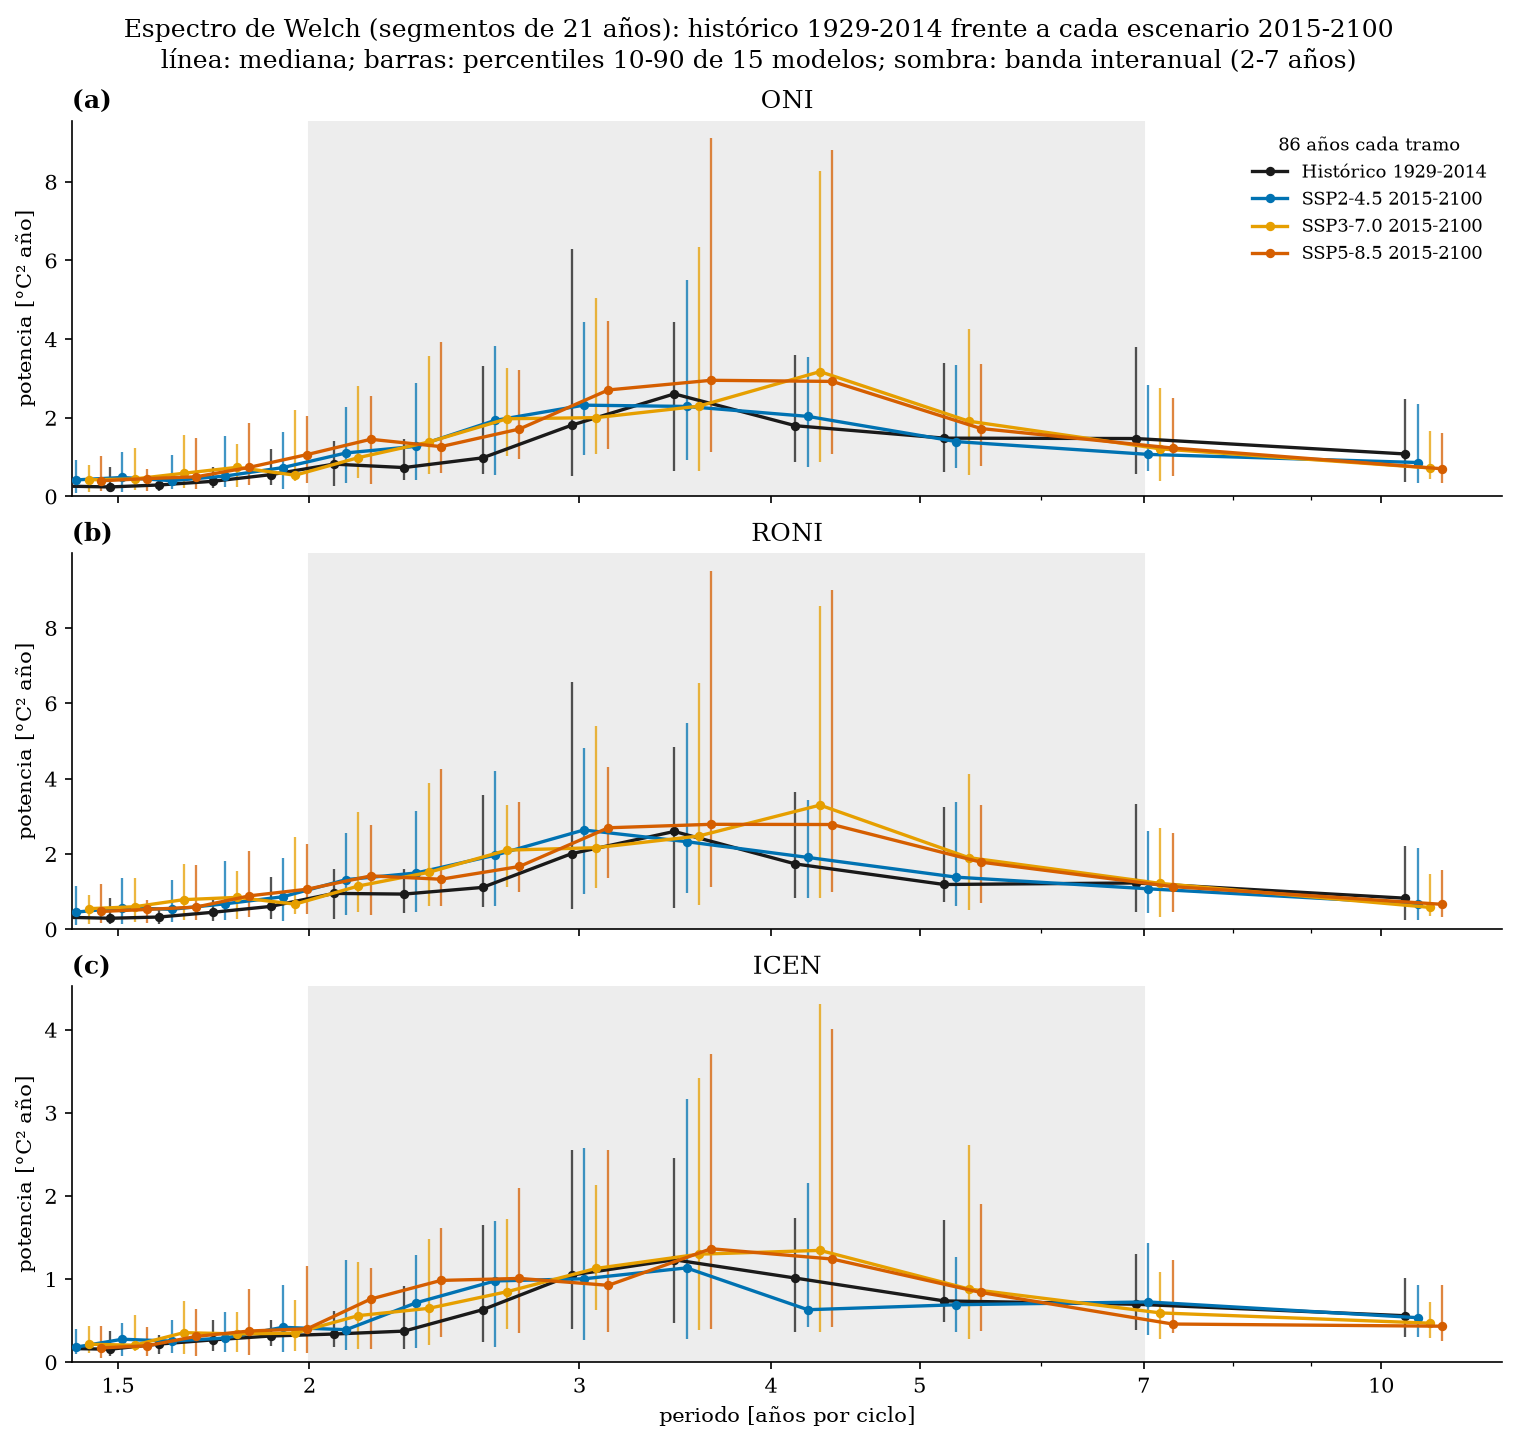 Espectro de Welch (segmentos de 21 años): histórico 1929-2014 frente a cada escenario 2015-2100
línea: mediana; barras: percentiles 10-90 de 15 modelos; sombra: banda interanual (2-7 años)
(a)
ONI
potencia [°C² año]
8
6
4
2
0
86 años cada tramo
Histórico 1929-2014
SSP2-4.5 2015-2100
SSP3-7.0 2015-2100
SSP5-8.5 2015-2100
(b)
RONI
potencia [°C² año]
8
6
4
2
0
(c)
ICEN
potencia [°C² año]
4
3
2
1
0
1.5 2 3 4 5 7 10
periodo [años por ciclo]